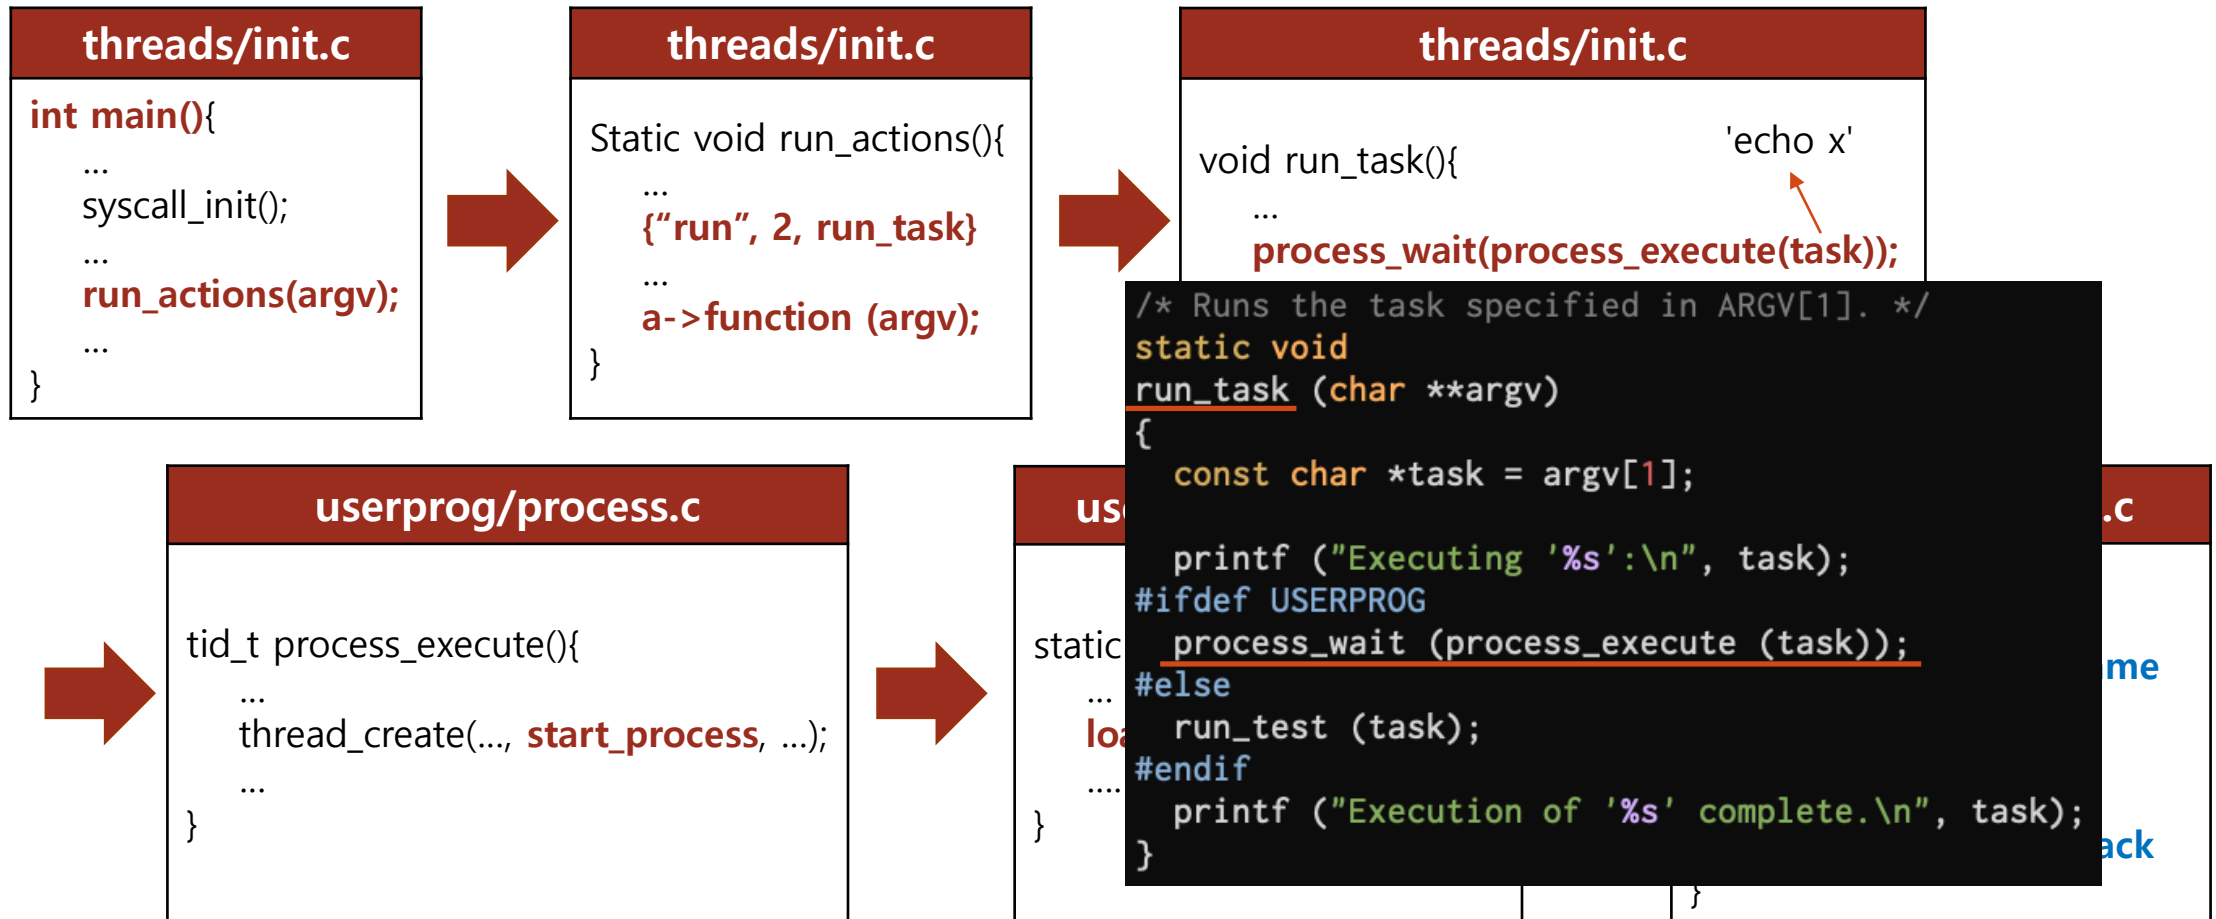 threads/init.c
int main(){
...
syscall_init();
...
run_actions(argv);
...
}
threads/init.c
Static void run_actions(){
...
{“run”, 2, run_task}
...
...
a->function (argv);
}
threads/init.c
'echo x'
void run_task(){
...
process_wait(process_execute(task));
/* Runs the task specified in ARGV[1]. */
static void
run_task (char **argv)
{
const char *task = argv[1];
printf ("Executing '%s':\n", task);
#ifdef USERPROG
process_wait (process_execute (task));
#else
run_test (task);
#endif
printf ("Execution of '%s' complete.\n", task);
}
userprog/process.c
tid_t process_execute(){
...
thread_create(..., start_process, ...);
...
}
static
...
....
}
.c
}